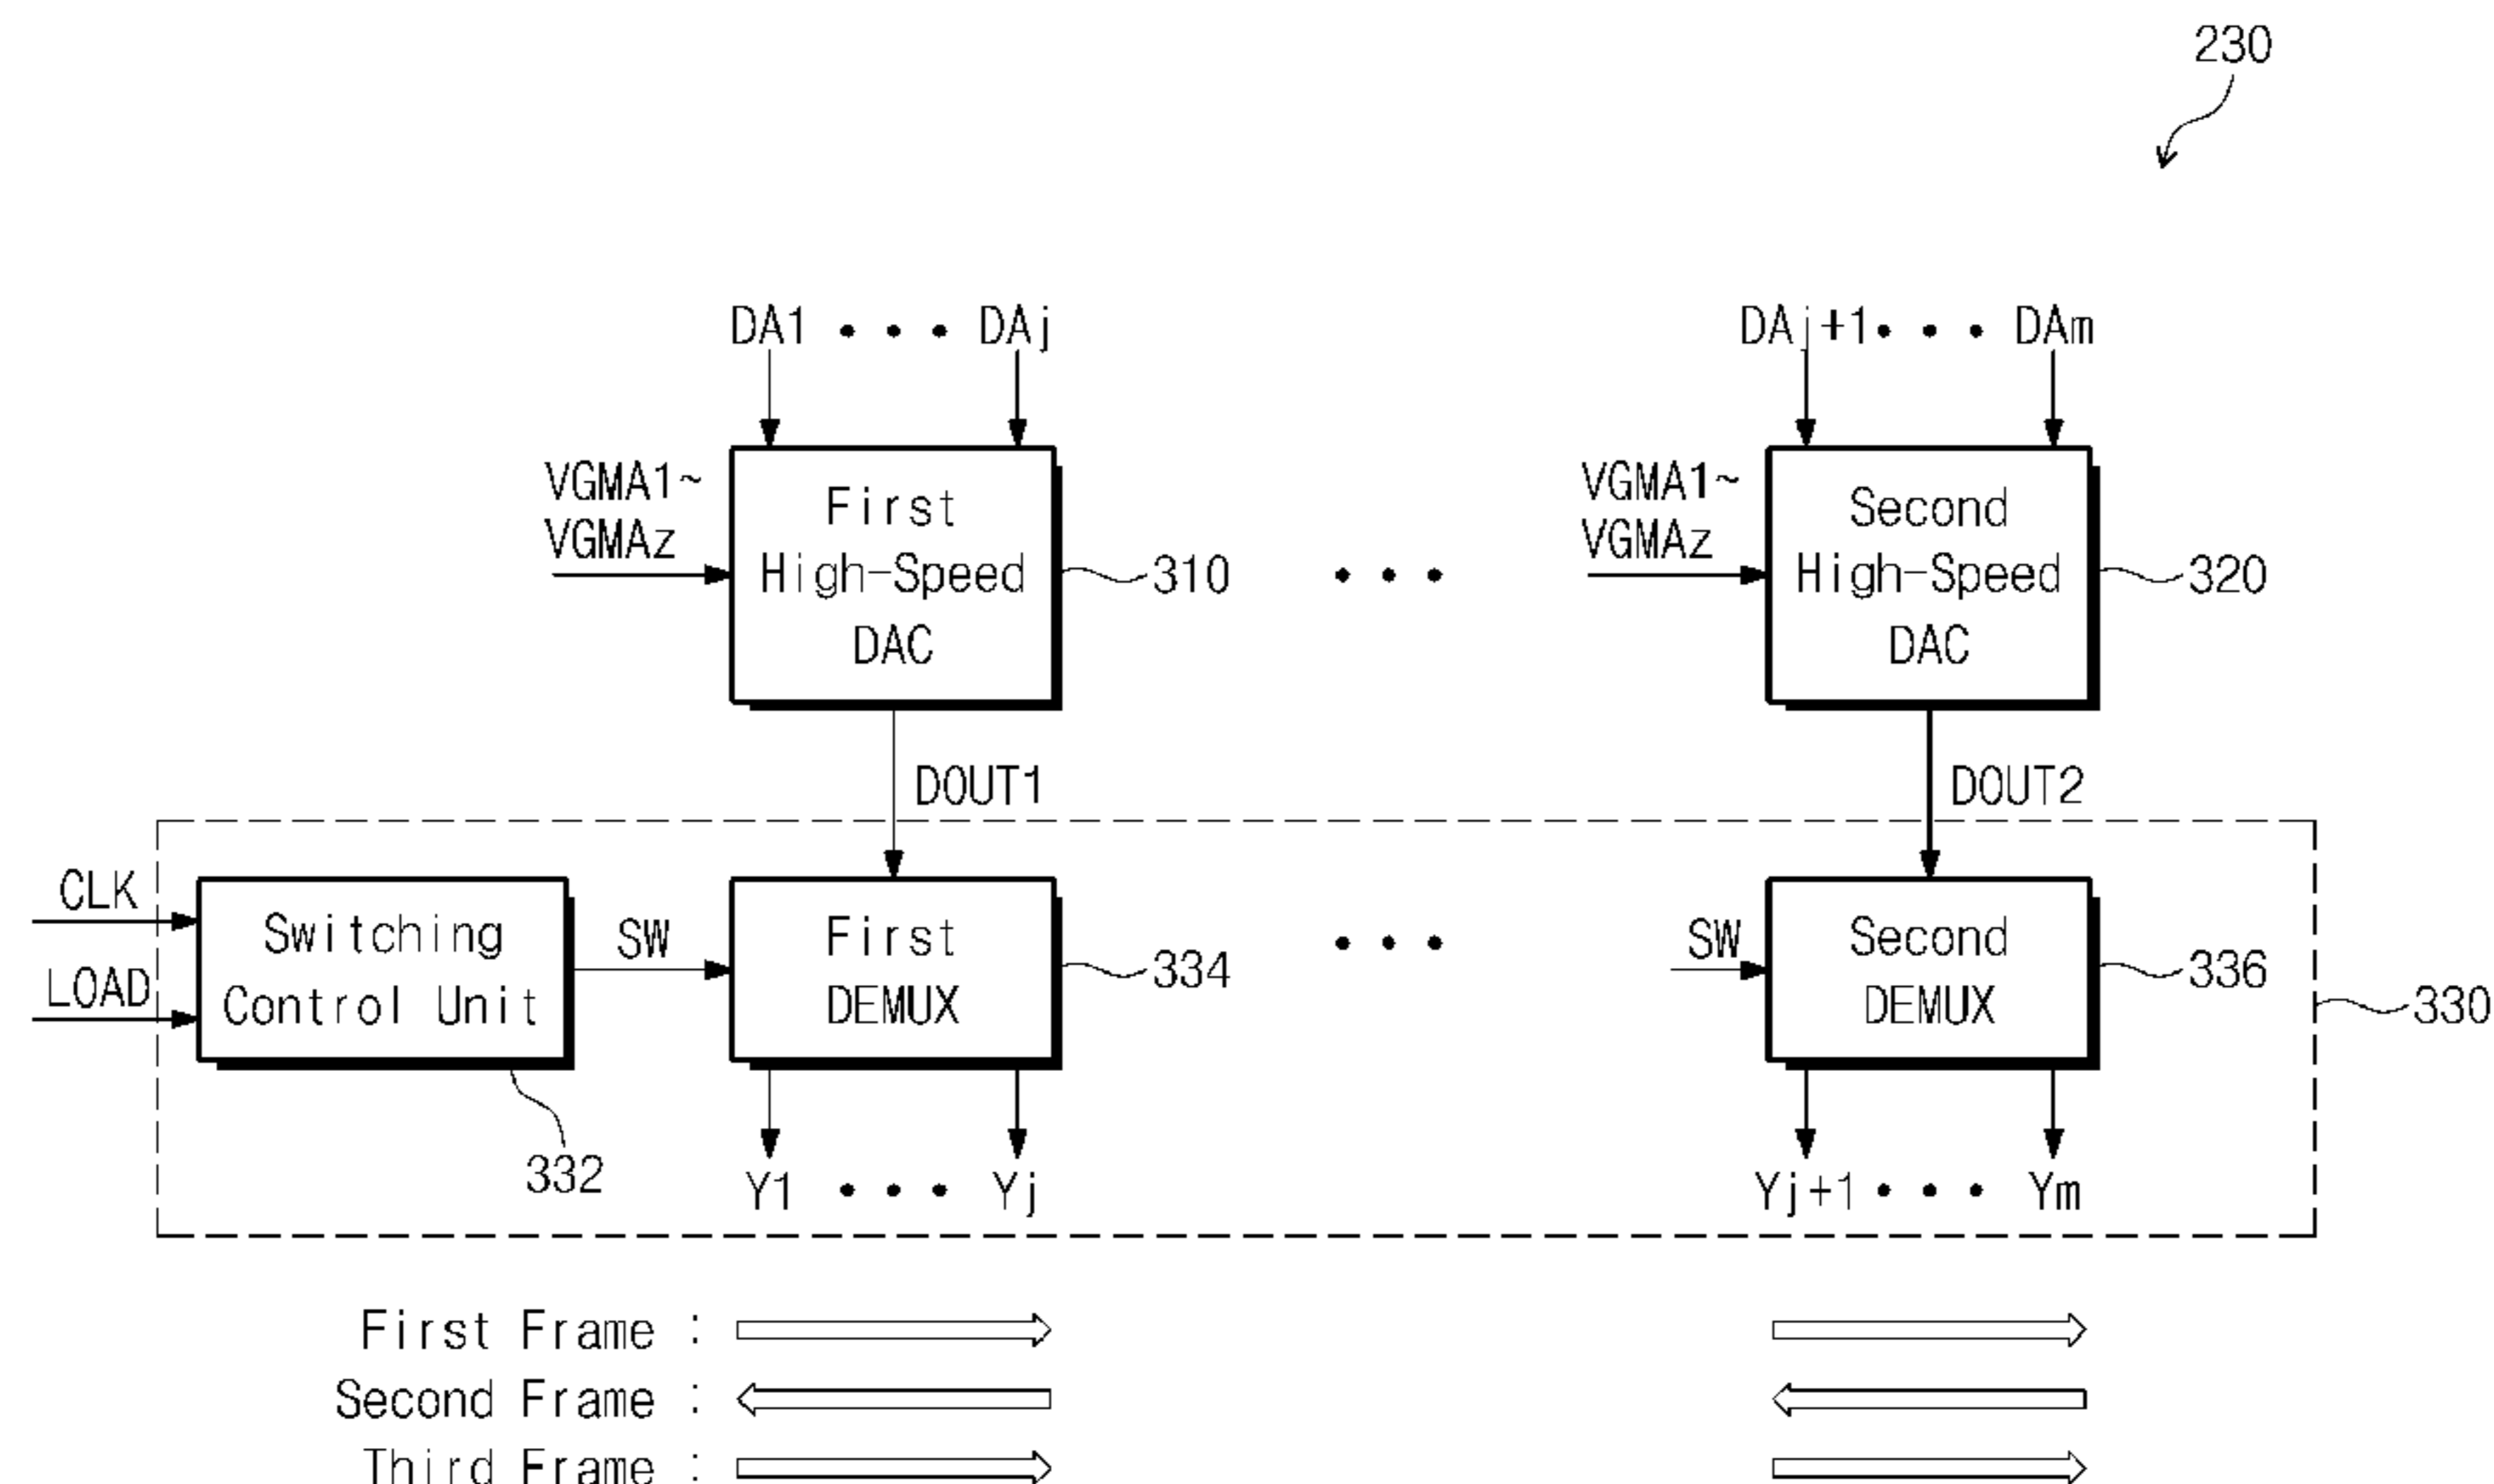 230
DA1 • • • DAj
DAj+1 • • • DAm
VGMA1~
VGMAz
First
High-Speed
DAC
310
• • •
VGMA1~
VGMAz
Second
High-Speed
DAC
320
DOUT1
DOUT2
CLK
LOAD
Switching
Control Unit
332
SW
First
DEMUX
334
• • •
SW
Second
DEMUX
336
330
Y1 • • • Yj
Yj+1 • • • Ym
First Frame :
Second Frame :
Third Frame :